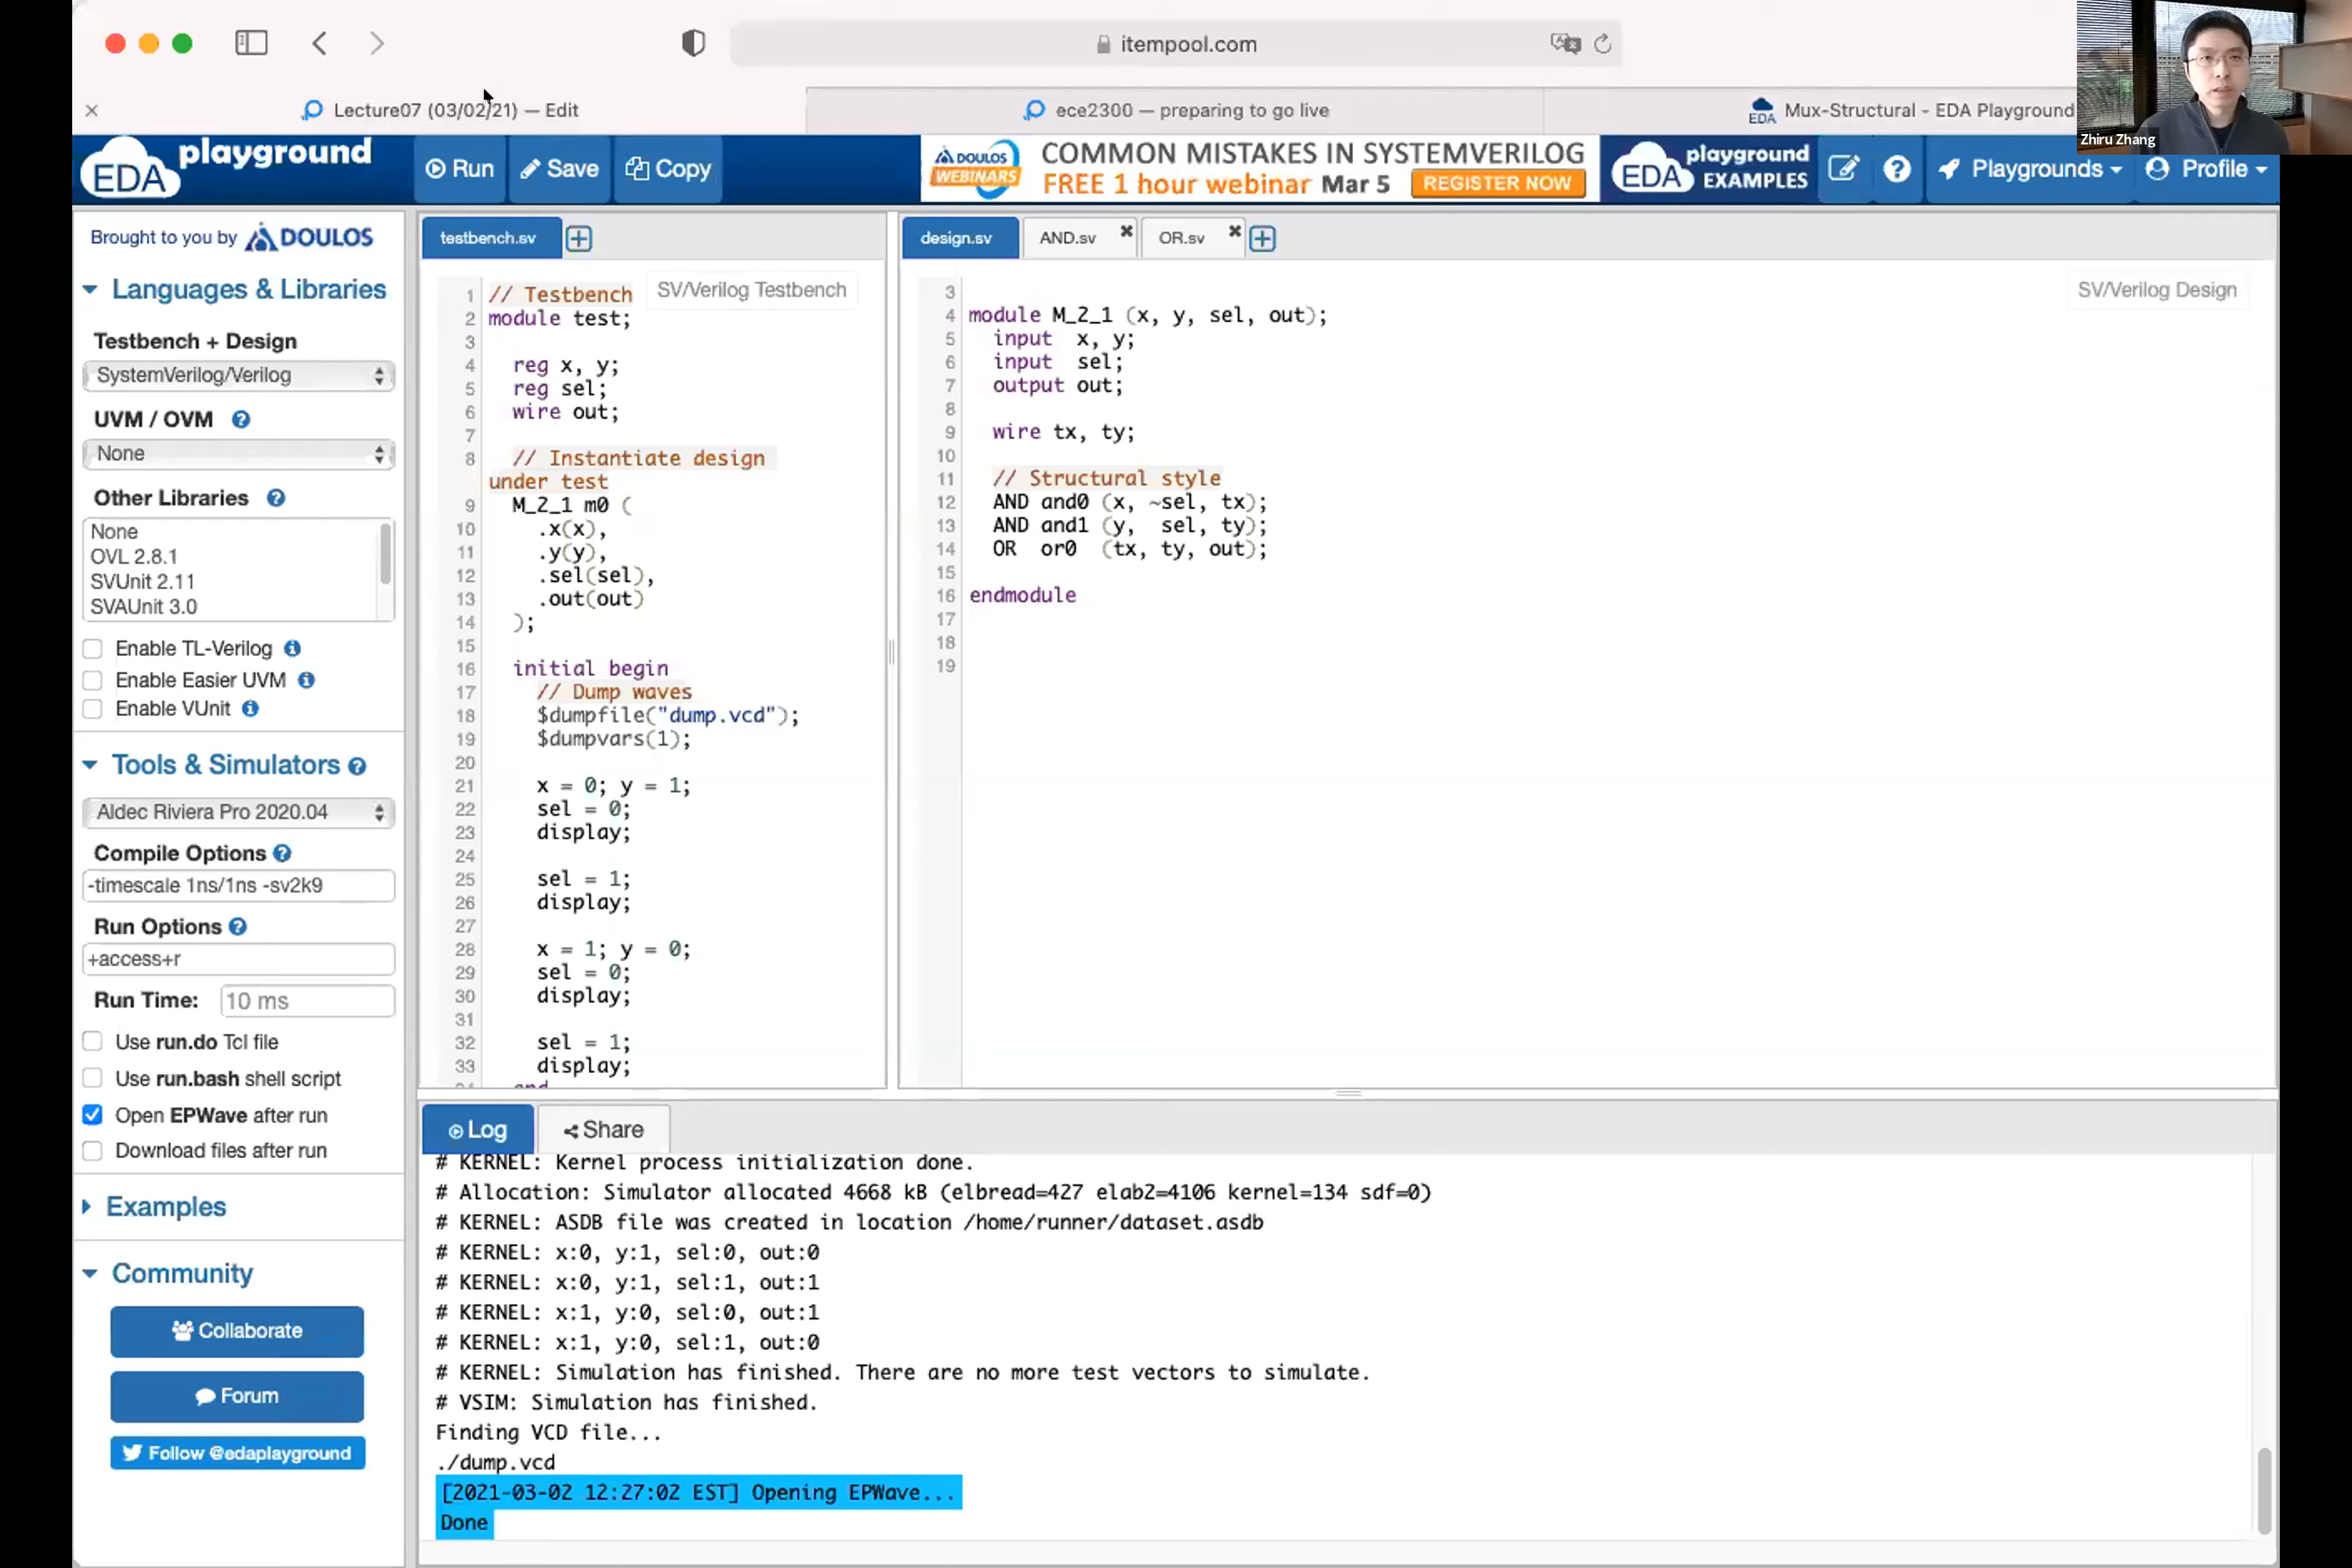 itempool.com
Lecture07 (03/02/21) — Edit
ece2300 — preparing to go live
Mux-Structural - EDA Playground
Zhiru Zhang
EDA playground
Run
Save
Copy
DOULOS WEBINARS
COMMON MISTAKES IN SYSTEMVERILOG
FREE 1 hour webinar Mar 5 REGISTER NOW
EDA playground EXAMPLES
Playgrounds
Profile
Brought to you by DOULOS
Languages & Libraries
Testbench + Design
SystemVerilog/Verilog
UVM / OVM
None
Other Libraries
None
OVL 2.8.1
SVUnit 2.11
SVAUnit 3.0
Enable TL-Verilog
Enable Easier UVM
Enable VUnit
Tools & Simulators
Aldec Riviera Pro 2020.04
Compile Options
-timescale 1ns/1ns -sv2k9
Run Options
+access+r
Run Time: 10 ms
Use run.do Tcl file
Use run.bash shell script
Open EPWave after run
Download files after run
Examples
Community
Collaborate
Forum
Follow @edaplayground
testbench.sv
SV/Verilog Testbench
1 // Testbench
2 module test;
3
4 reg x, y;
5 reg sel;
6 wire out;
7
8 // Instantiate design
under test
9 M_2_1 m0 (
10 .x(x),
11 .y(y),
12 .sel(sel),
13 .out(out)
14 );
15
16 initial begin
17 // Dump waves
18 $dumpfile("dump.vcd");
19 $dumpvars(1);
20
21 x = 0; y = 1;
22 sel = 0;
23 display;
24
25 sel = 1;
26 display;
27
28 x = 1; y = 0;
29 sel = 0;
30 display;
31
32 sel = 1;
33 display;
34 end
design.sv
AND.sv
OR.sv
SV/Verilog Design
3
4 module M_2_1 (x, y, sel, out);
5 input x, y;
6 input sel;
7 output out;
8
9 wire tx, ty;
10
11 // Structural style
12 AND and0 (x, ~sel, tx);
13 AND and1 (y, sel, ty);
14 OR or0 (tx, ty, out);
15
16 endmodule
17
18
19
Log
Share
# KERNEL: Kernel process initialization done.
# Allocation: Simulator allocated 4668 kB (elbread=427 elab2=4106 kernel=134 sdf=0)
# KERNEL: ASDB file was created in location /home/runner/dataset.asdb
# KERNEL: x:0, y:1, sel:0, out:0
# KERNEL: x:0, y:1, sel:1, out:1
# KERNEL: x:1, y:0, sel:0, out:1
# KERNEL: x:1, y:0, sel:1, out:0
# KERNEL: Simulation has finished. There are no more test vectors to simulate.
# VSIM: Simulation has finished.
Finding VCD file...
./dump.vcd
[2021-03-02 12:27:02 EST] Opening EPWave...
Done